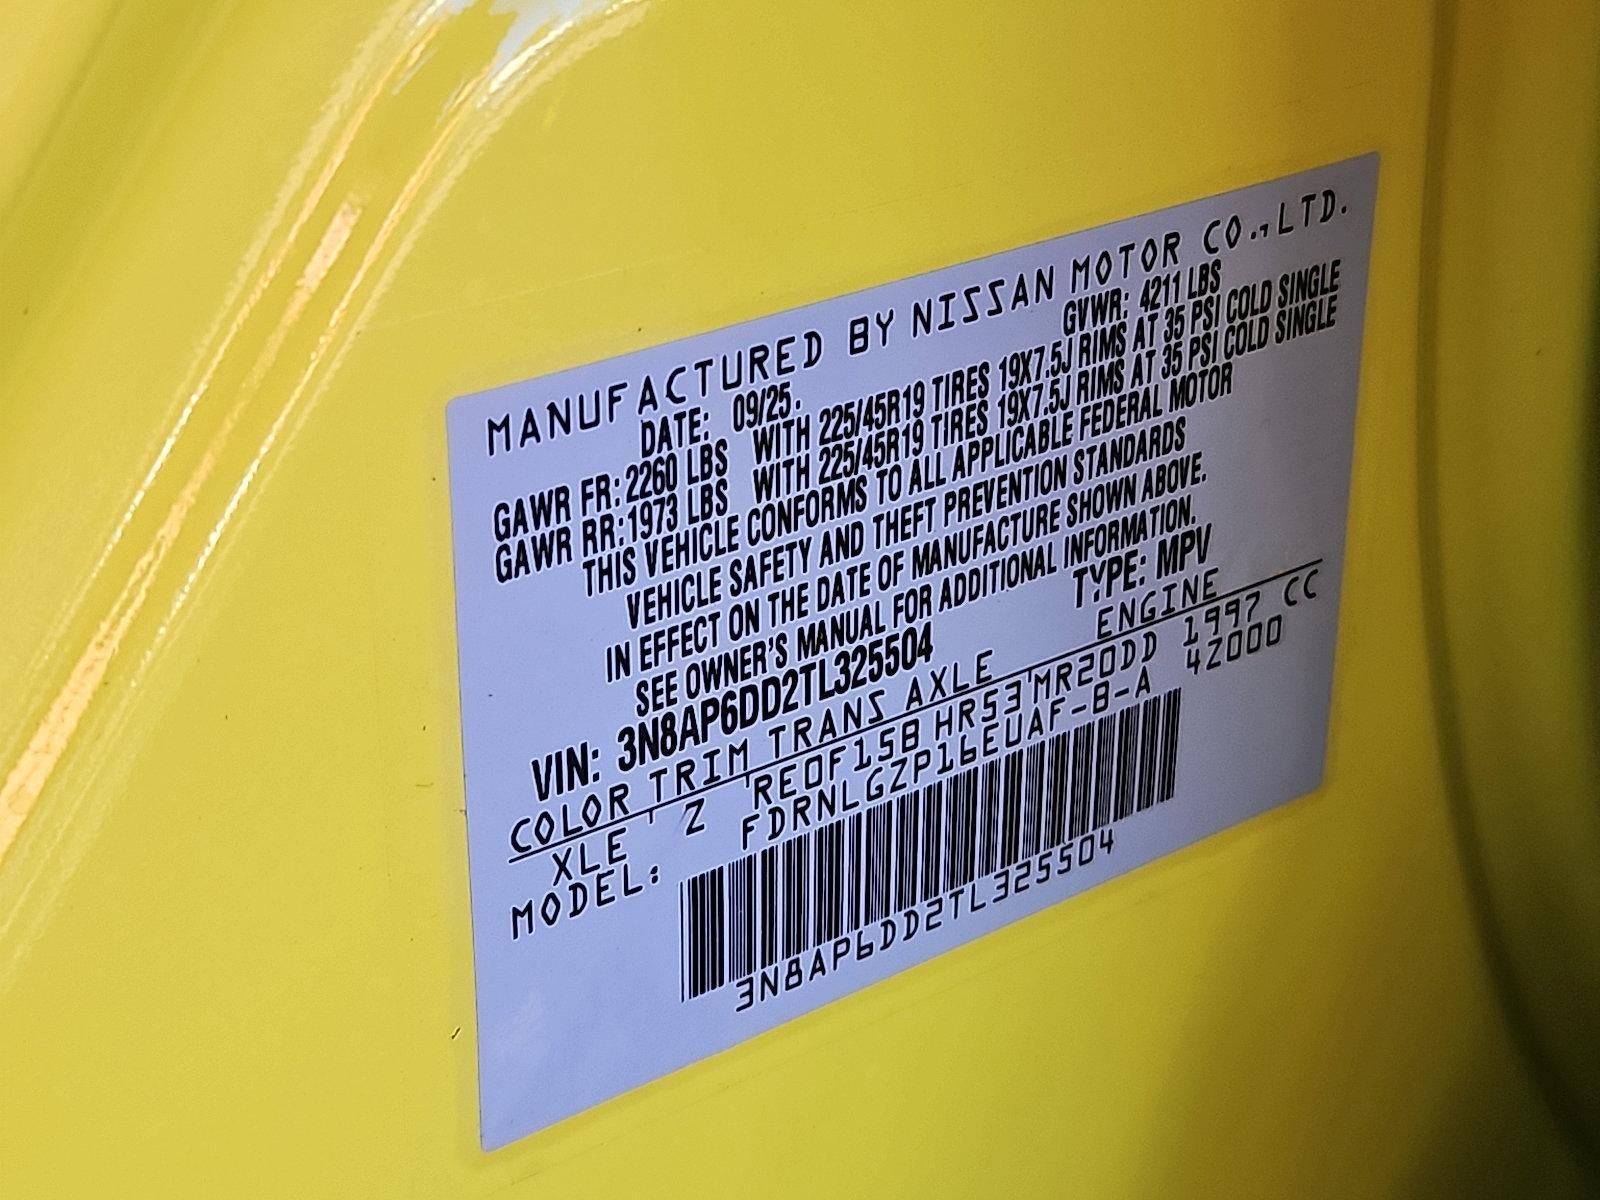 MANUFACTURED BY NISSAN MOTOR CO.,LTD.
DATE: 09/25. GVWR: 4211 LBS
GAWR FR: 2260 LBS WITH 225/45R19 TIRES 19X7.5J RIMS AT 35 PSI COLD SINGLE
GAWR RR: 1973 LBS WITH 225/45R19 TIRES 19X7.5J RIMS AT 35 PSI COLD SINGLE
THIS VEHICLE CONFORMS TO ALL APPLICABLE FEDERAL MOTOR
VEHICLE SAFETY AND THEFT PREVENTION STANDARDS
IN EFFECT ON THE DATE OF MANUFACTURE SHOWN ABOVE.
SEE OWNER'S MANUAL FOR ADDITIONAL INFORMATION.
VIN: 3N8AP6DD2TL325504 TYPE: MPV
COLOR TRIM TRANS AXLE ENGINE
XLE Z RE0F15B HR53 MR20DD 1997 CC
MODEL: FDRNLGZP16EUAF-B-A 42000
3N8AP6DD2TL325504